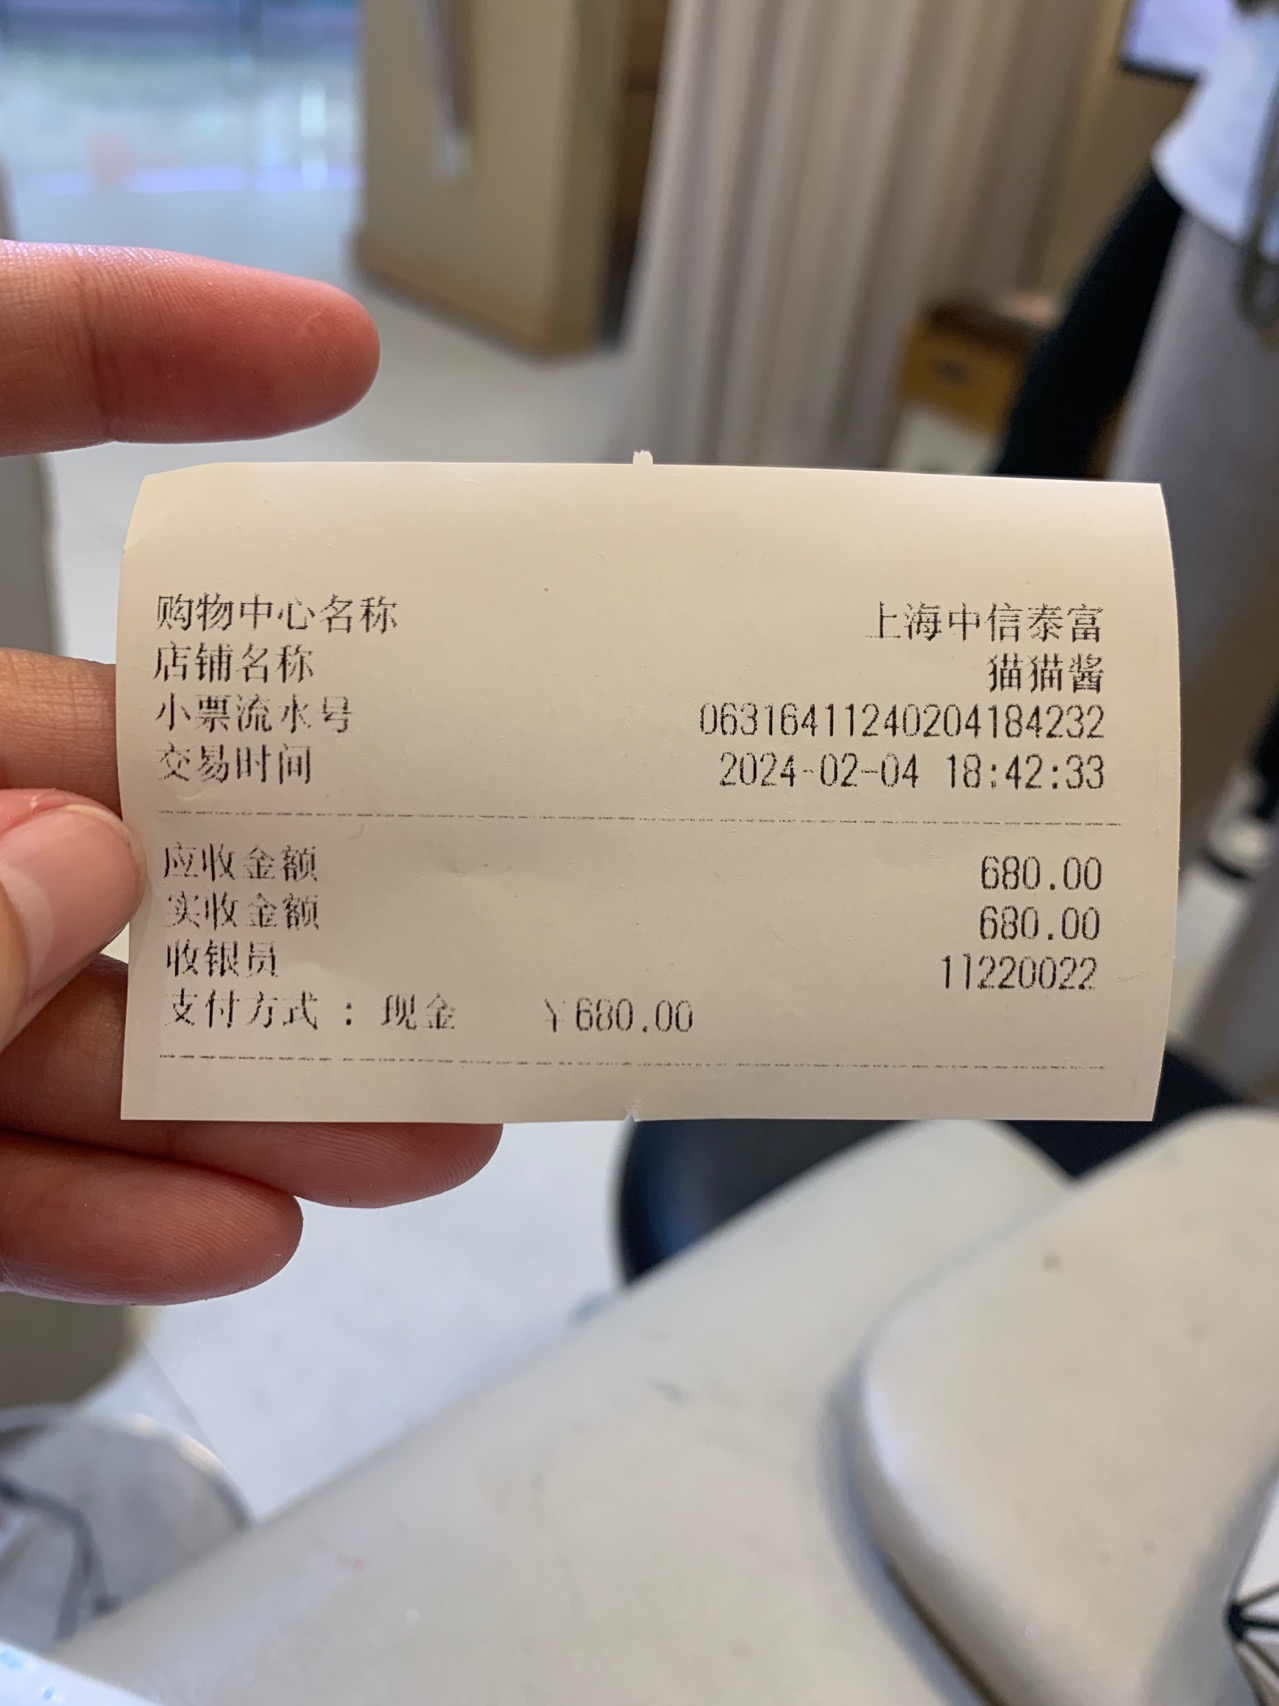 购物中心名称 上海中信泰富
店铺名称 猫猫酱
小票流水号 06316411240204184232
交易时间 2024-02-04 18:42:33
应收金额 680.00
实收金额 680.00
收银员 11220022
支付方式：现金 ￥680.00